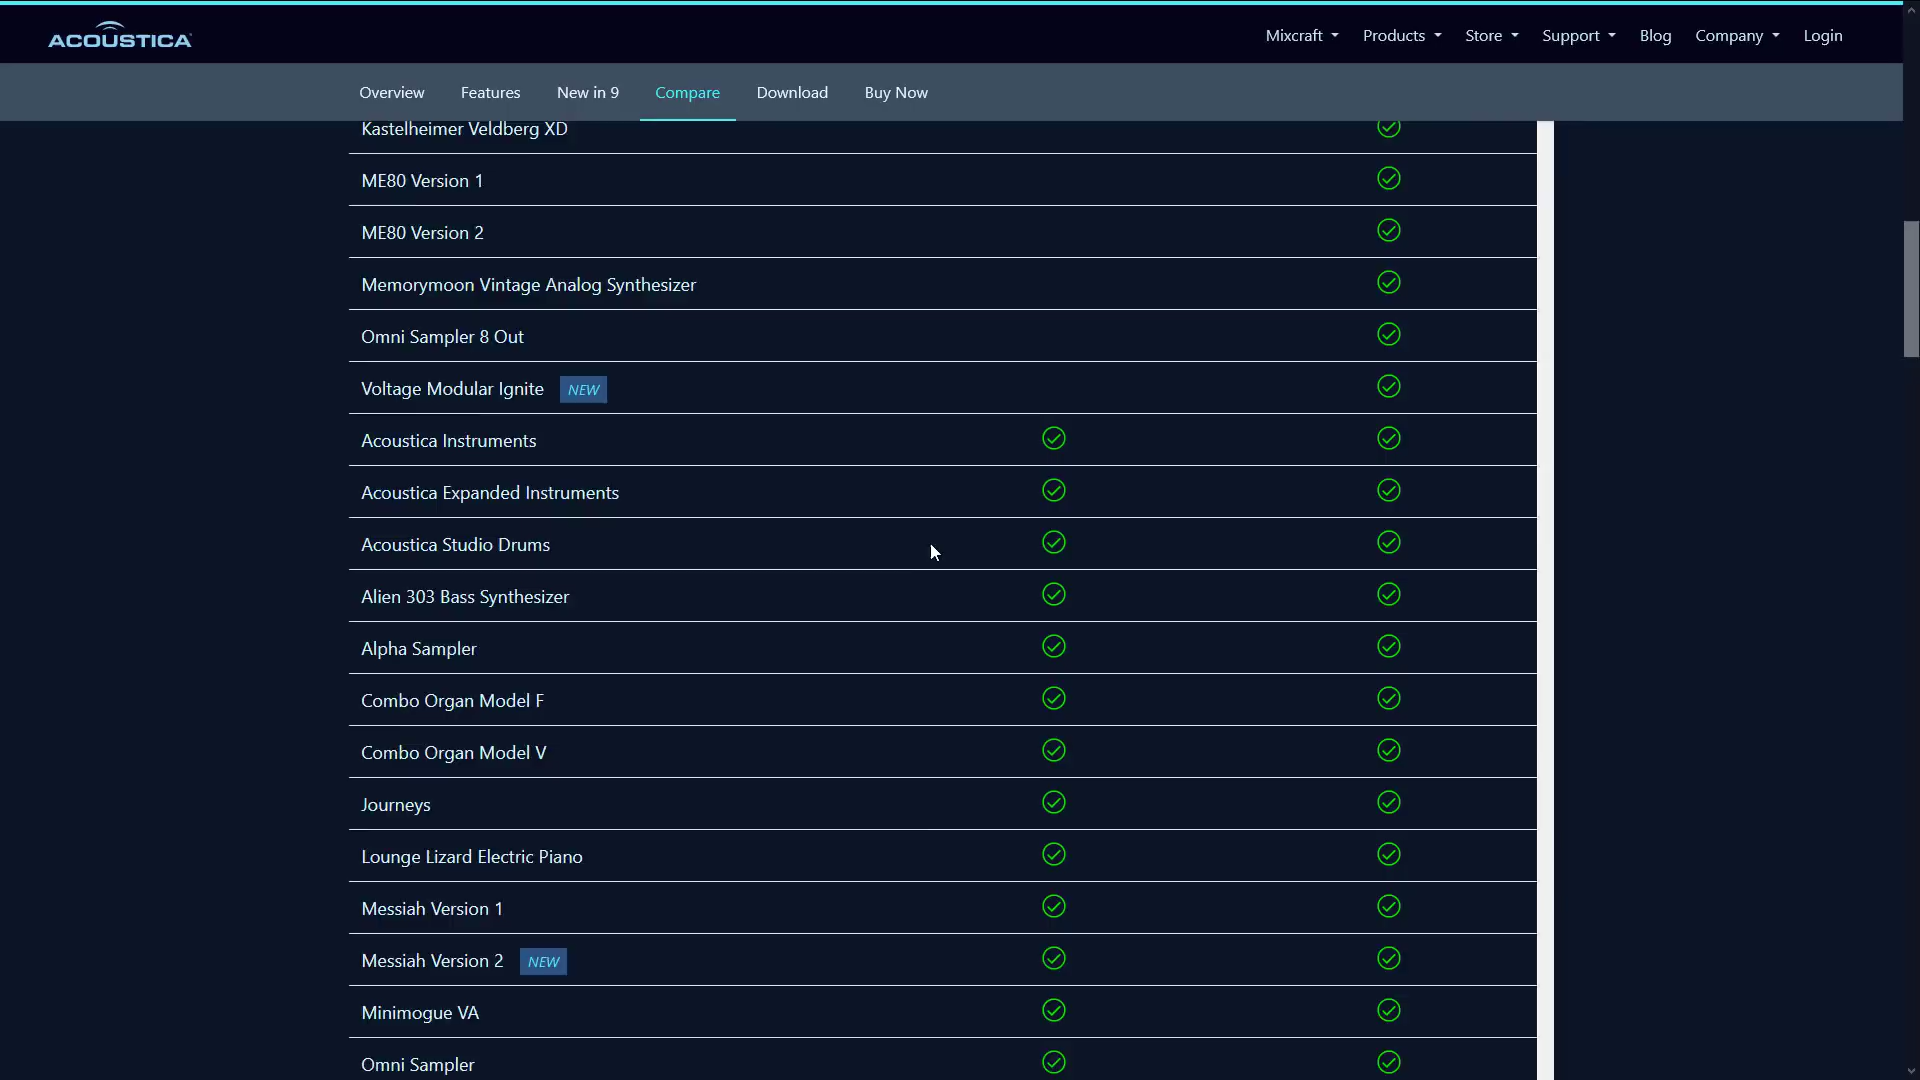 ACOUSTICA
Mixcraft Products Store Support Blog Company Login
Overview Features New in 9 Compare Download Buy Now
Kastelheimer Veldberg XD
ME80 Version 1
ME80 Version 2
Memorymoon Vintage Analog Synthesizer
Omni Sampler 8 Out
Voltage Modular Ignite NEW
Acoustica Instruments
Acoustica Expanded Instruments
Acoustica Studio Drums
Alien 303 Bass Synthesizer
Alpha Sampler
Combo Organ Model F
Combo Organ Model V
Journeys
Lounge Lizard Electric Piano
Messiah Version 1
Messiah Version 2 NEW
Minimogue VA
Omni Sampler